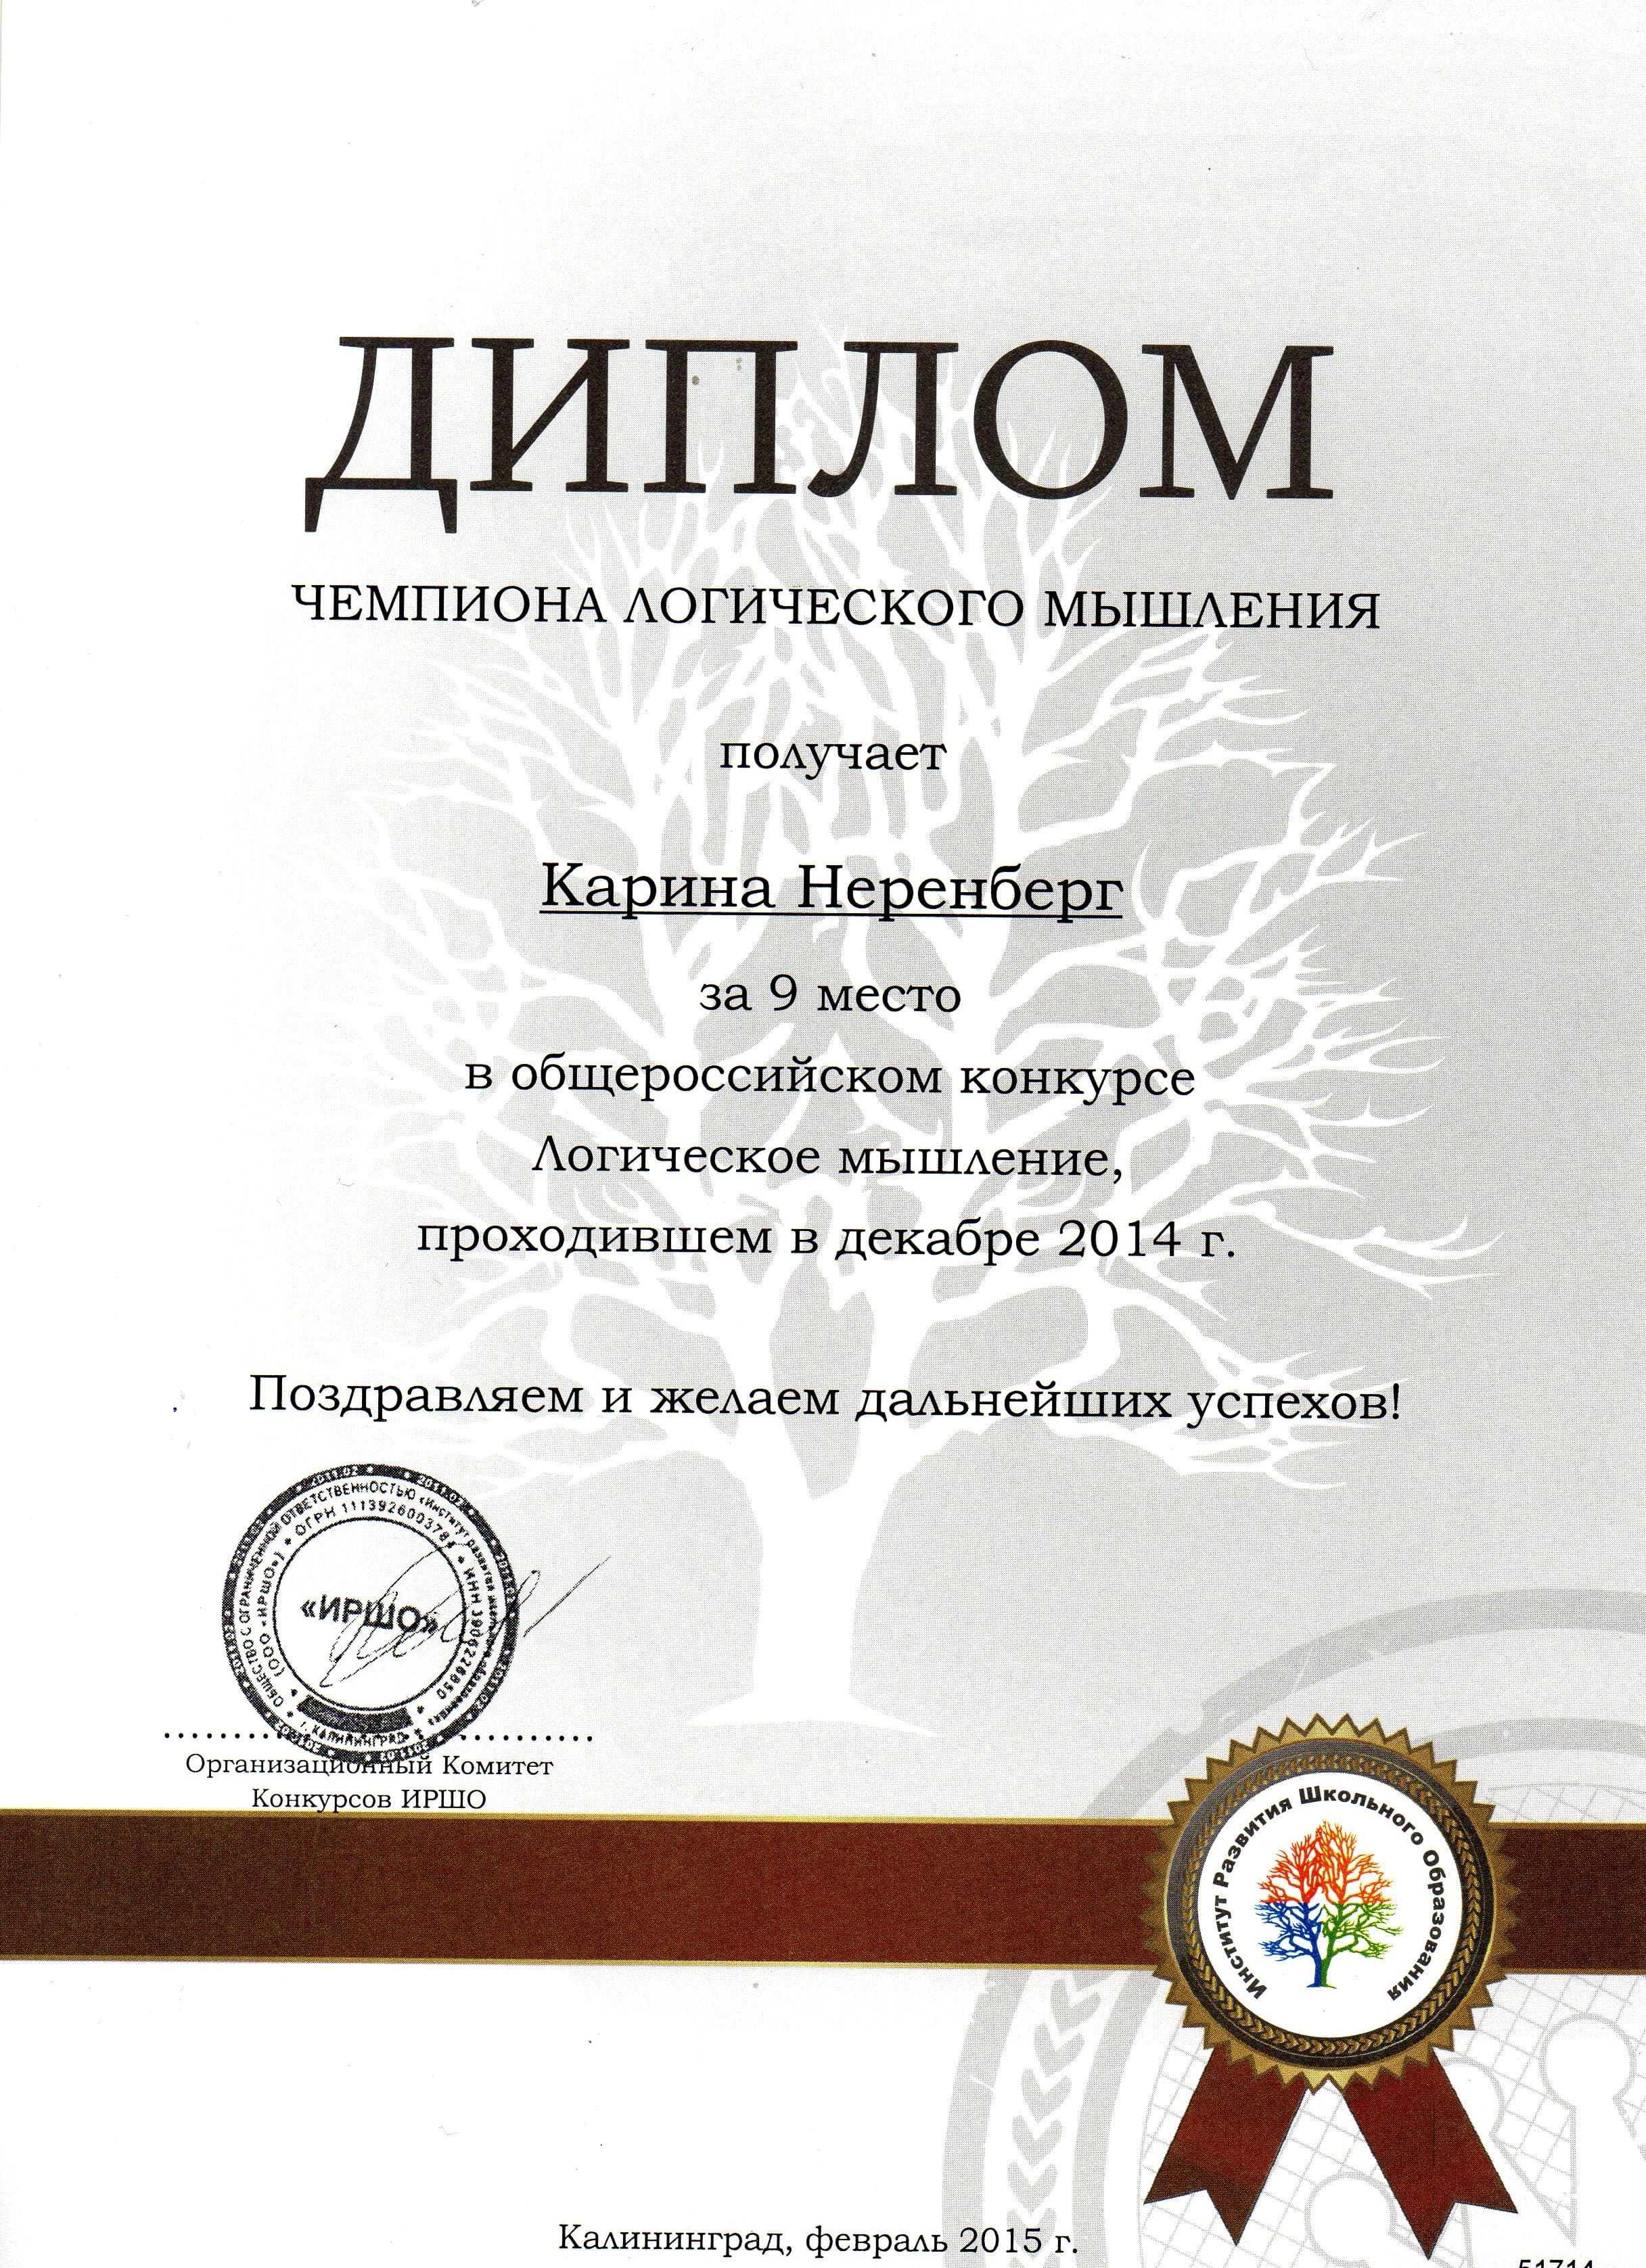 ДИПЛОМ
ЧЕМПИОНА ЛОГИЧЕСКОГО МЫШЛЕНИЯ
получает
Карина Неренберг
за 9 место
в общероссийском конкурсе
Логическое мышление,
проходившем в декабре 2014 г.
Поздравляем и желаем дальнейших успехов!
ОБЩЕСТВО С ОГРАНИЧЕННОЙ ОТВЕТСТВЕННОСТЬЮ «Институт развития школьного образования»
(ООО «ИРШО») * ОГРН * ИНН 3906226850
«ИРШО»
г. КАЛИНИНГРАД
Организационный Комитет
Конкурсов ИРШО
Институт Развития Школьного Образования
Калининград, февраль 2015 г.
51714